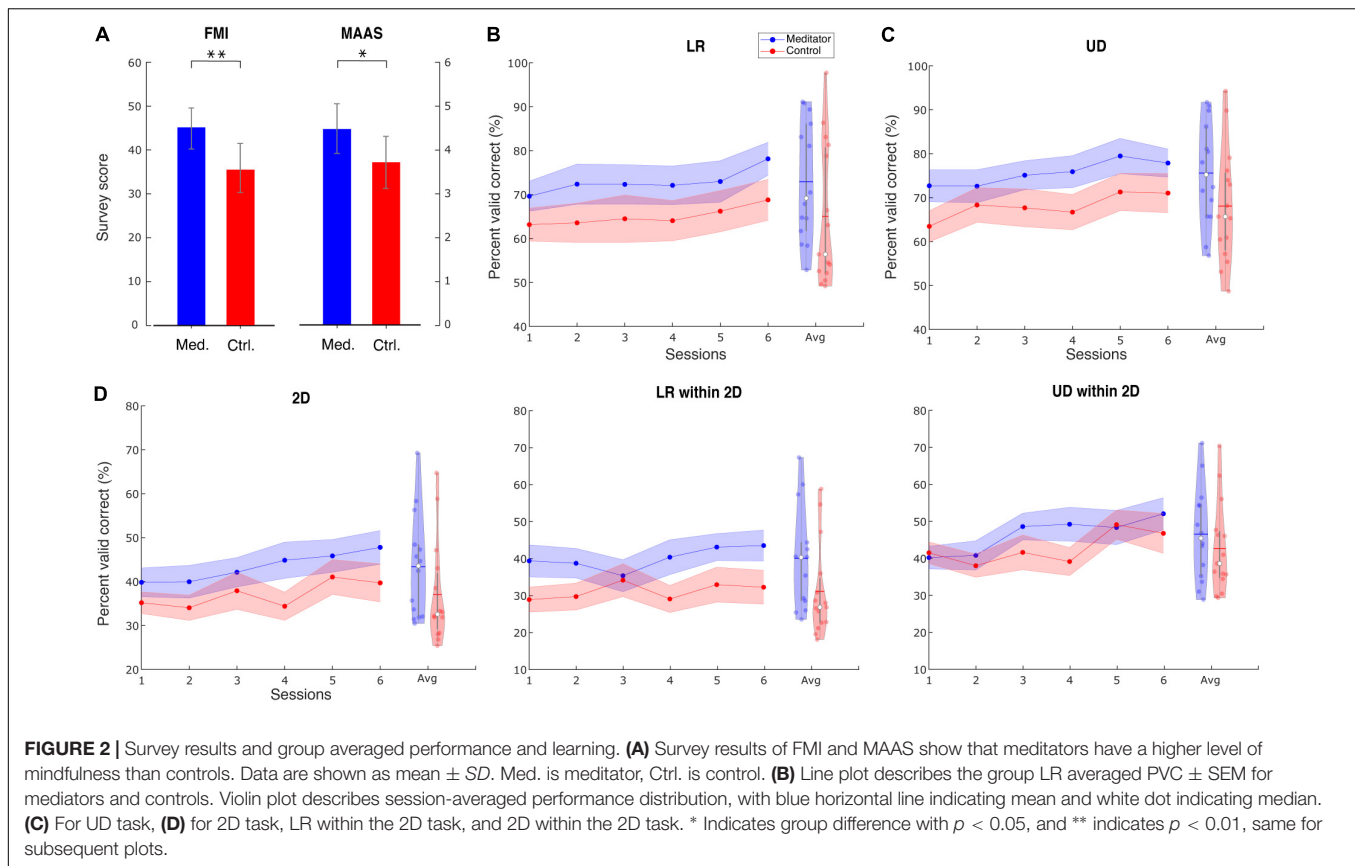 A
FMI
MAAS
**
*
60
50
40
30
20
10
0
Survey score
6
5
4
3
2
1
0
Med.
Ctrl.
Med.
Ctrl.
B
LR
Meditator
Control
100
90
80
70
60
50
40
Percent valid correct (%)
1 2 3 4 5 6 Avg
Sessions
C
UD
100
90
80
70
60
50
40
Percent valid correct (%)
1 2 3 4 5 6 Avg
Sessions
D
2D
80
70
60
50
40
30
20
Percent valid correct (%)
1 2 3 4 5 6 Avg
Sessions
LR within 2D
80
70
60
50
40
30
20
10
1 2 3 4 5 6 Avg
UD within 2D
80
70
60
50
40
30
20
10
1 2 3 4 5 6 Avg
FIGURE 2 | Survey results and group averaged performance and learning. (A) Survey results of FMI and MAAS show that meditators have a higher level of
mindfulness than controls. Data are shown as mean ± SD. Med. is meditator, Ctrl. is control. (B) Line plot describes the group LR averaged PVC ± SEM for
mediators and controls. Violin plot describes session-averaged performance distribution, with blue horizontal line indicating mean and white dot indicating median.
(C) For UD task, (D) for 2D task, LR within the 2D task, and 2D within the 2D task. * Indicates group difference with p < 0.05, and ** indicates p < 0.01, same for
subsequent plots.